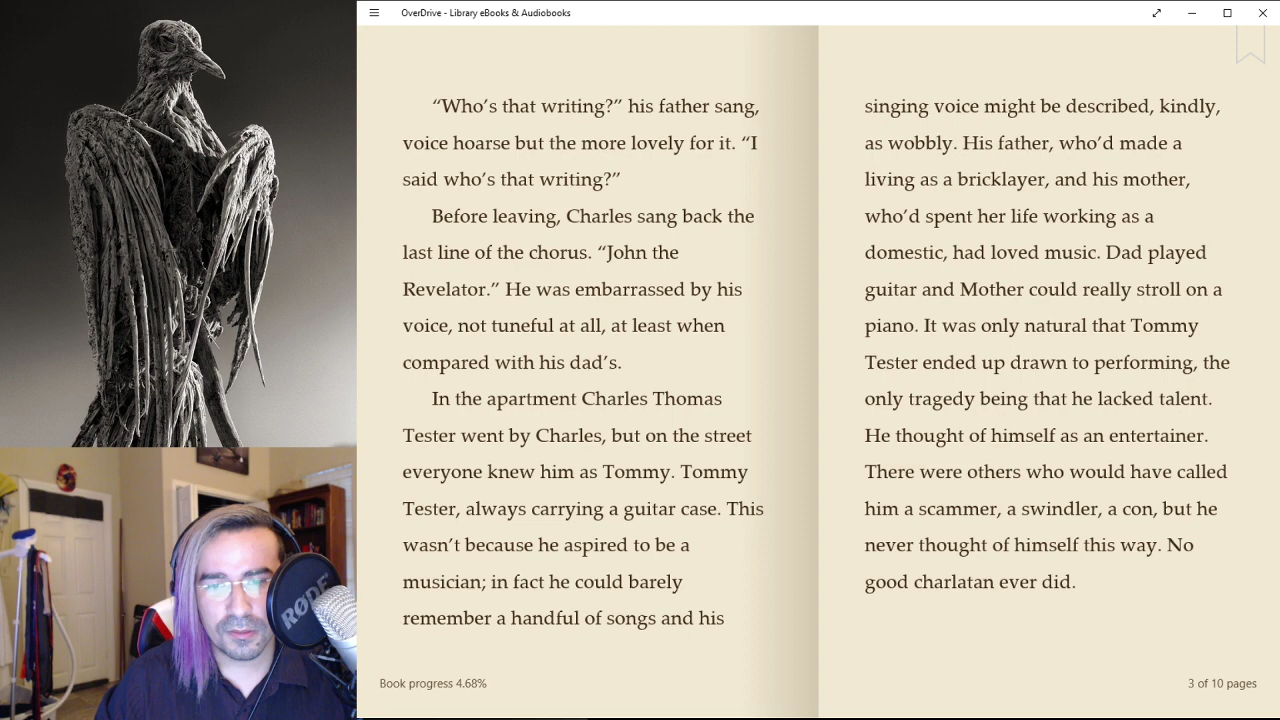 OverDrive - Library eBooks & Audiobooks
“Who’s that writing?” his father sang,
voice hoarse but the more lovely for it. “I
said who’s that writing?”
Before leaving, Charles sang back the
last line of the chorus. “John the
Revelator.” He was embarrassed by his
voice, not tuneful at all, at least when
compared with his dad’s.
In the apartment Charles Thomas
Tester went by Charles, but on the street
everyone knew him as Tommy. Tommy
Tester, always carrying a guitar case. This
wasn’t because he aspired to be a
musician; in fact he could barely
remember a handful of songs and his
singing voice might be described, kindly,
as wobbly. His father, who’d made a
living as a bricklayer, and his mother,
who’d spent her life working as a
domestic, had loved music. Dad played
guitar and Mother could really stroll on a
piano. It was only natural that Tommy
Tester ended up drawn to performing, the
only tragedy being that he lacked talent.
He thought of himself as an entertainer.
There were others who would have called
him a scammer, a swindler, a con, but he
never thought of himself this way. No
good charlatan ever did.
Book progress 4.68%
3 of 10 pages
RØDE